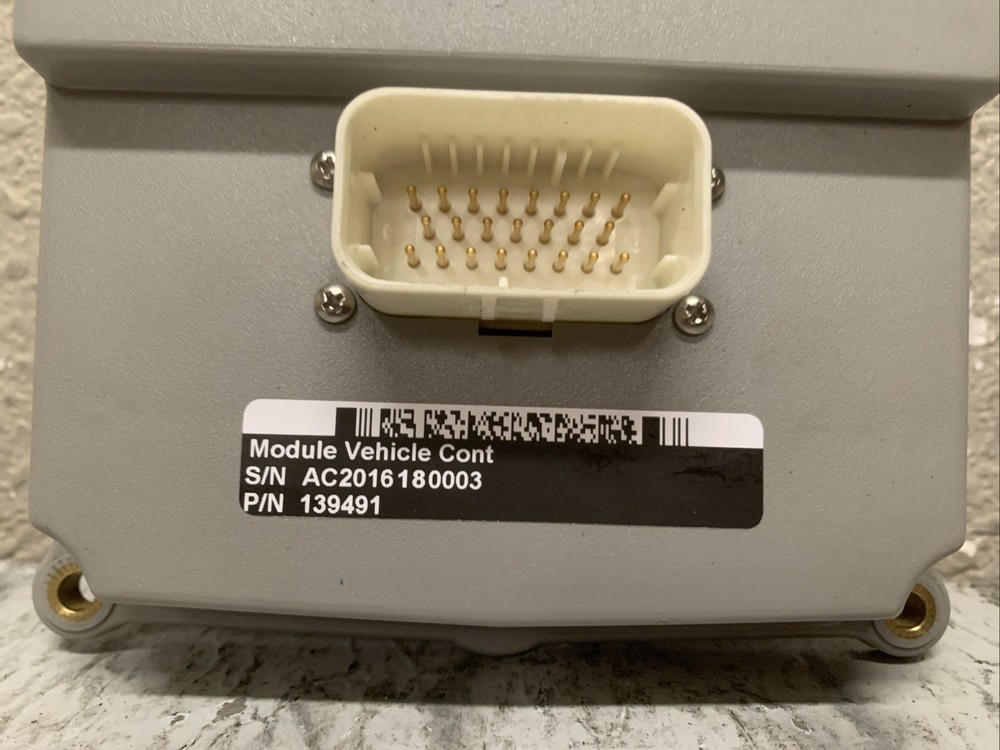 Module Vehicle Cont
S/N AC2016180003
P/N 139491